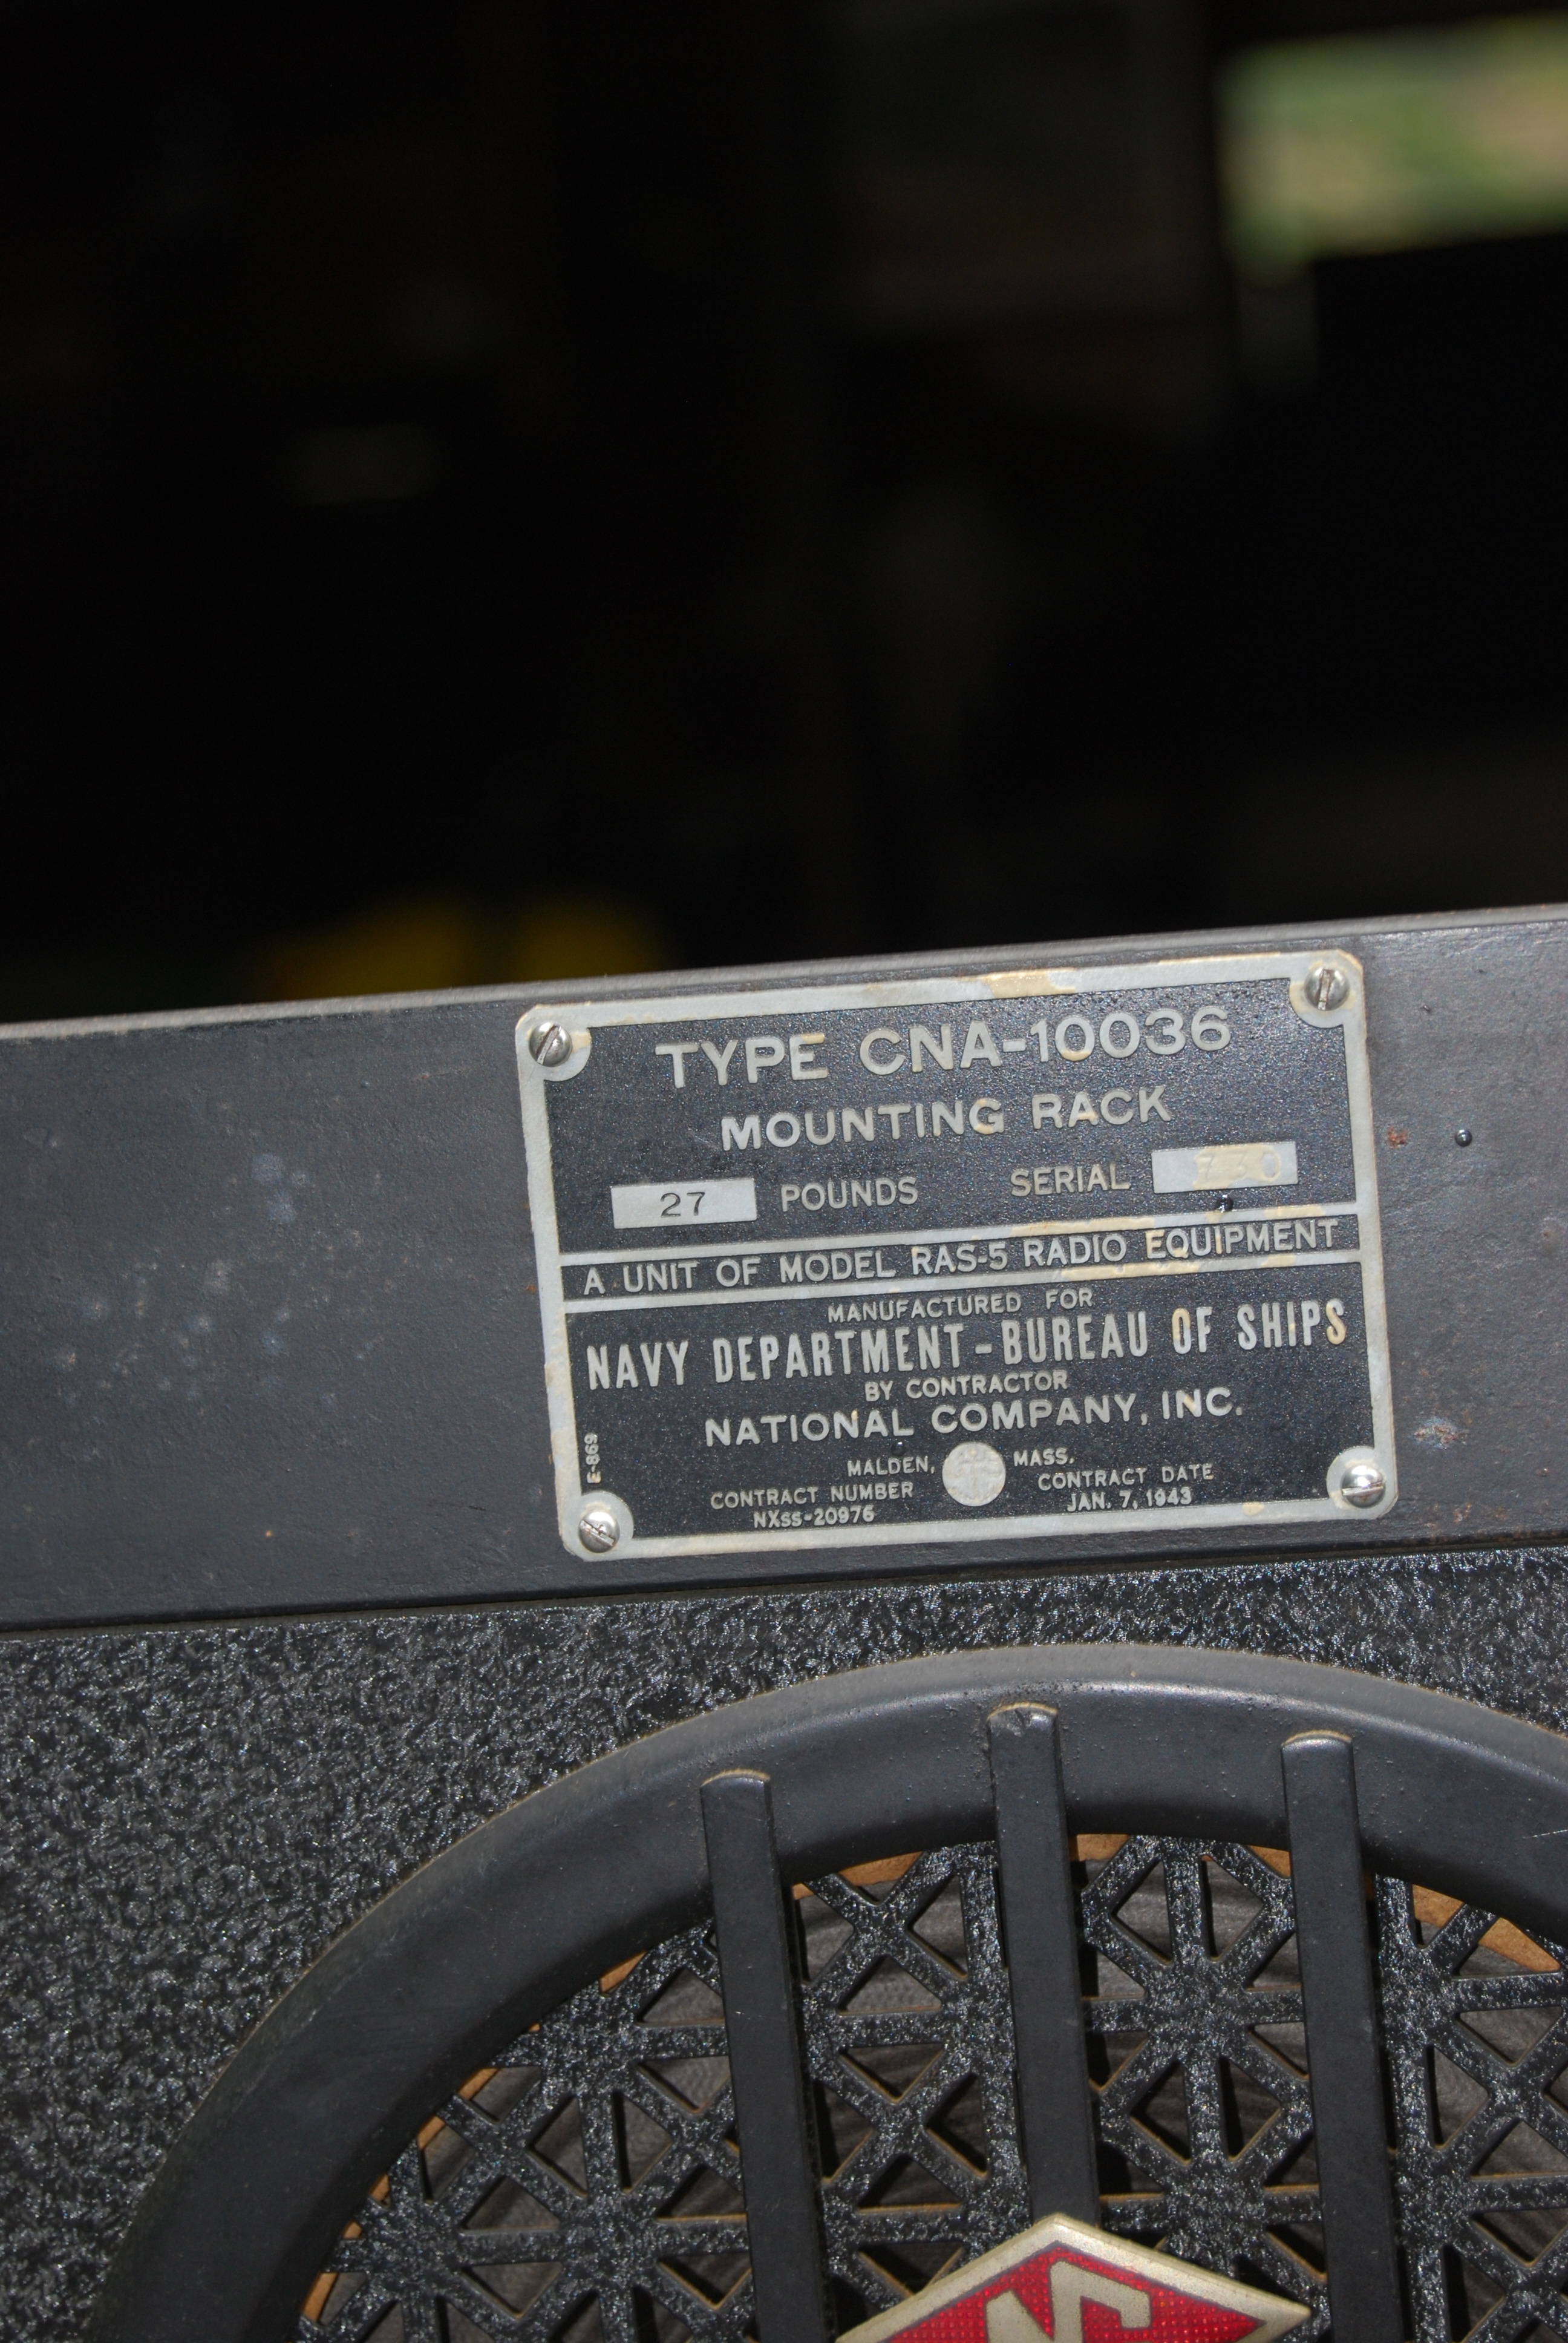 TYPE CNA-10036
MOUNTING RACK
27 POUNDS SERIAL 730
A UNIT OF MODEL RAS-5 RADIO EQUIPMENT
MANUFACTURED FOR
NAVY DEPARTMENT-BUREAU OF SHIPS
BY CONTRACTOR
NATIONAL COMPANY, INC.
MALDEN, MASS.
CONTRACT NUMBER CONTRACT DATE
NXss-20976 JAN. 7, 1943
E-869